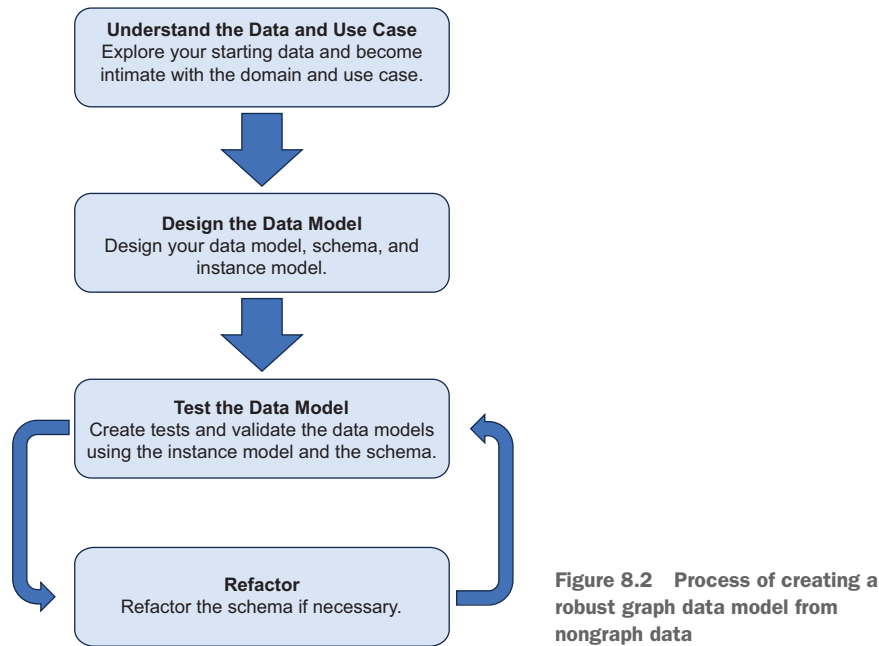 Understand the Data and Use Case
Explore your starting data and become
intimate with the domain and use case.
Design the Data Model
Design your data model, schema, and
instance model.
Test the Data Model
Create tests and validate the data models
using the instance model and the schema.
Refactor
Refactor the schema if necessary.
Figure 8.2 Process of creating a
robust graph data model from
nongraph data